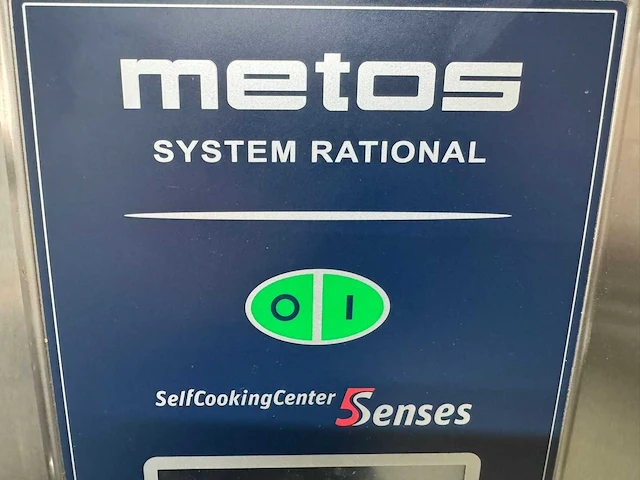 metos
SYSTEM RATIONAL
O I
SelfCookingCenter 5Senses